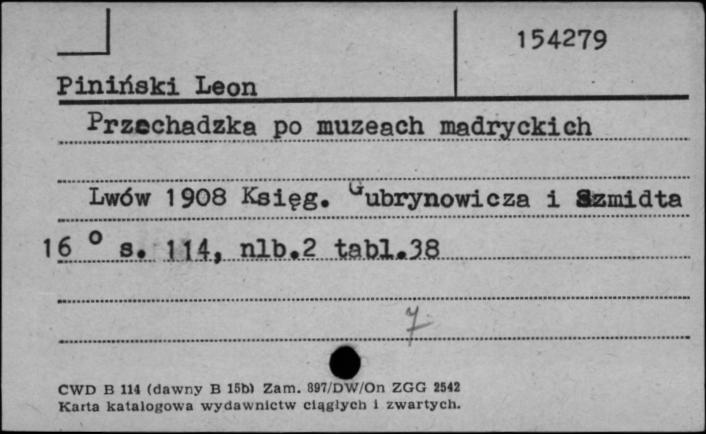 154279
Piniński Leon
Przechadzka po muzeach madryckich
Lwów 1908 Księg. Gubrynowicza i Szmidta
16 ° s. 114, nlb.2 tabl.38
7
CWD B 114 (dawny B 15b) Zam. 897/DW/On ZGG 2542
Karta katalogowa wydawnictw ciągłych i zwartych.